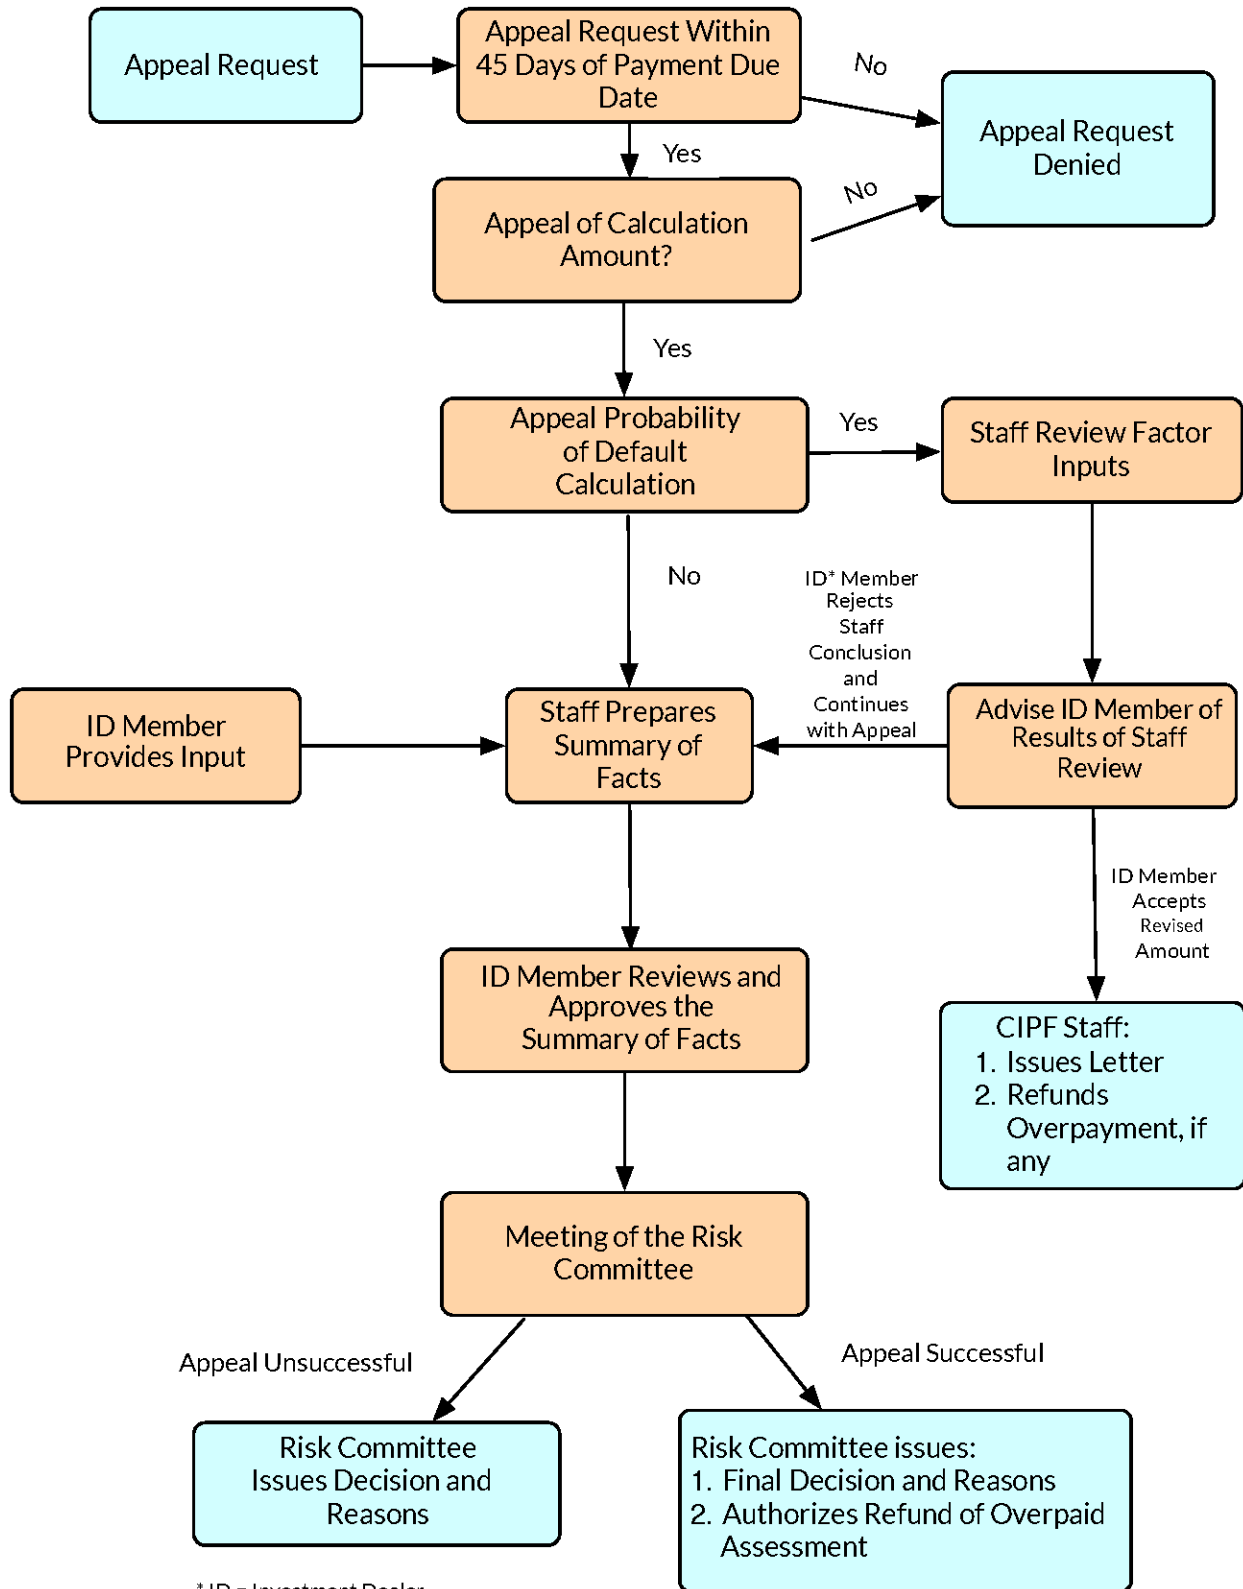 Appeal Request
Appeal Request Within
45 Days of Payment Due
Date
No
Appeal Request
Denied
Yes
No
Appeal of Calculation
Amount?
Yes
Appeal Probability
of Default
Calculation
Yes
Staff Review Factor
Inputs
No
ID* Member
Rejects
Staff
Conclusion
and
Continues
with Appeal
ID Member
Provides Input
Staff Prepares
Summary of
Facts
Advise ID Member of
Results of Staff
Review
ID Member
Accepts
Revised
Amount
ID Member Reviews and
Approves the
Summary of Facts
CIPF Staff:
1. Issues Letter
2. Refunds
Overpayment, if
any
Meeting of the Risk
Committee
Appeal Unsuccessful
Appeal Successful
Risk Committee
Issues Decision and
Reasons
Risk Committee issues:
1. Final Decision and Reasons
2. Authorizes Refund of Overpaid
Assessment
* ID = Investment Dealer